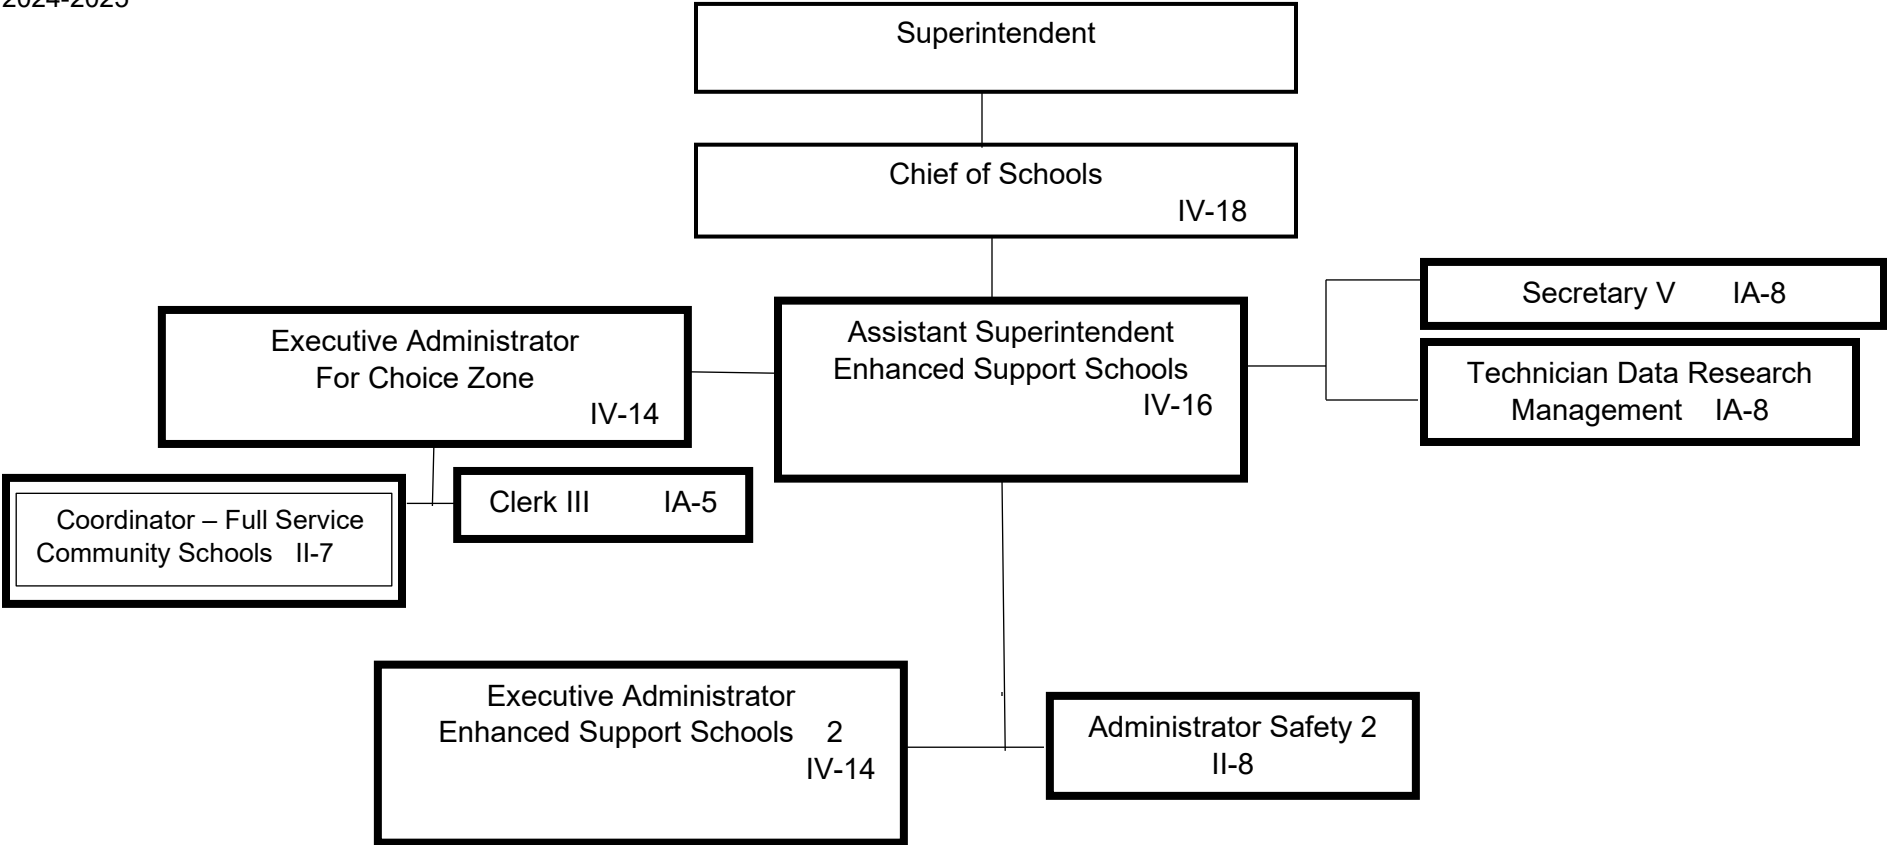 2024-2025
Superintendent
Chief of Schools
IV-18
Secretary V IA-8
Technician Data Research
Management IA-8
Assistant Superintendent
Enhanced Support Schools
IV-16
Executive Administrator
For Choice Zone
IV-14
Coordinator – Full Service
Community Schools II-7
Clerk III IA-5
Executive Administrator
Enhanced Support Schools 2
IV-14
Administrator Safety 2
II-8